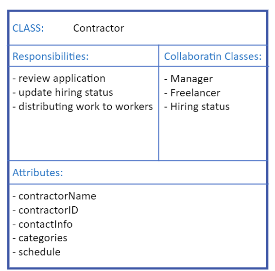 CLASS: Contractor
Responsibilities:
- review application
- update hiring status
- distributing work to workers
Collaboratin Classes:
- Manager
- Freelancer
- Hiring status
Attributes:
- contractorName
- contractorID
- contactInfo
- categories
- schedule